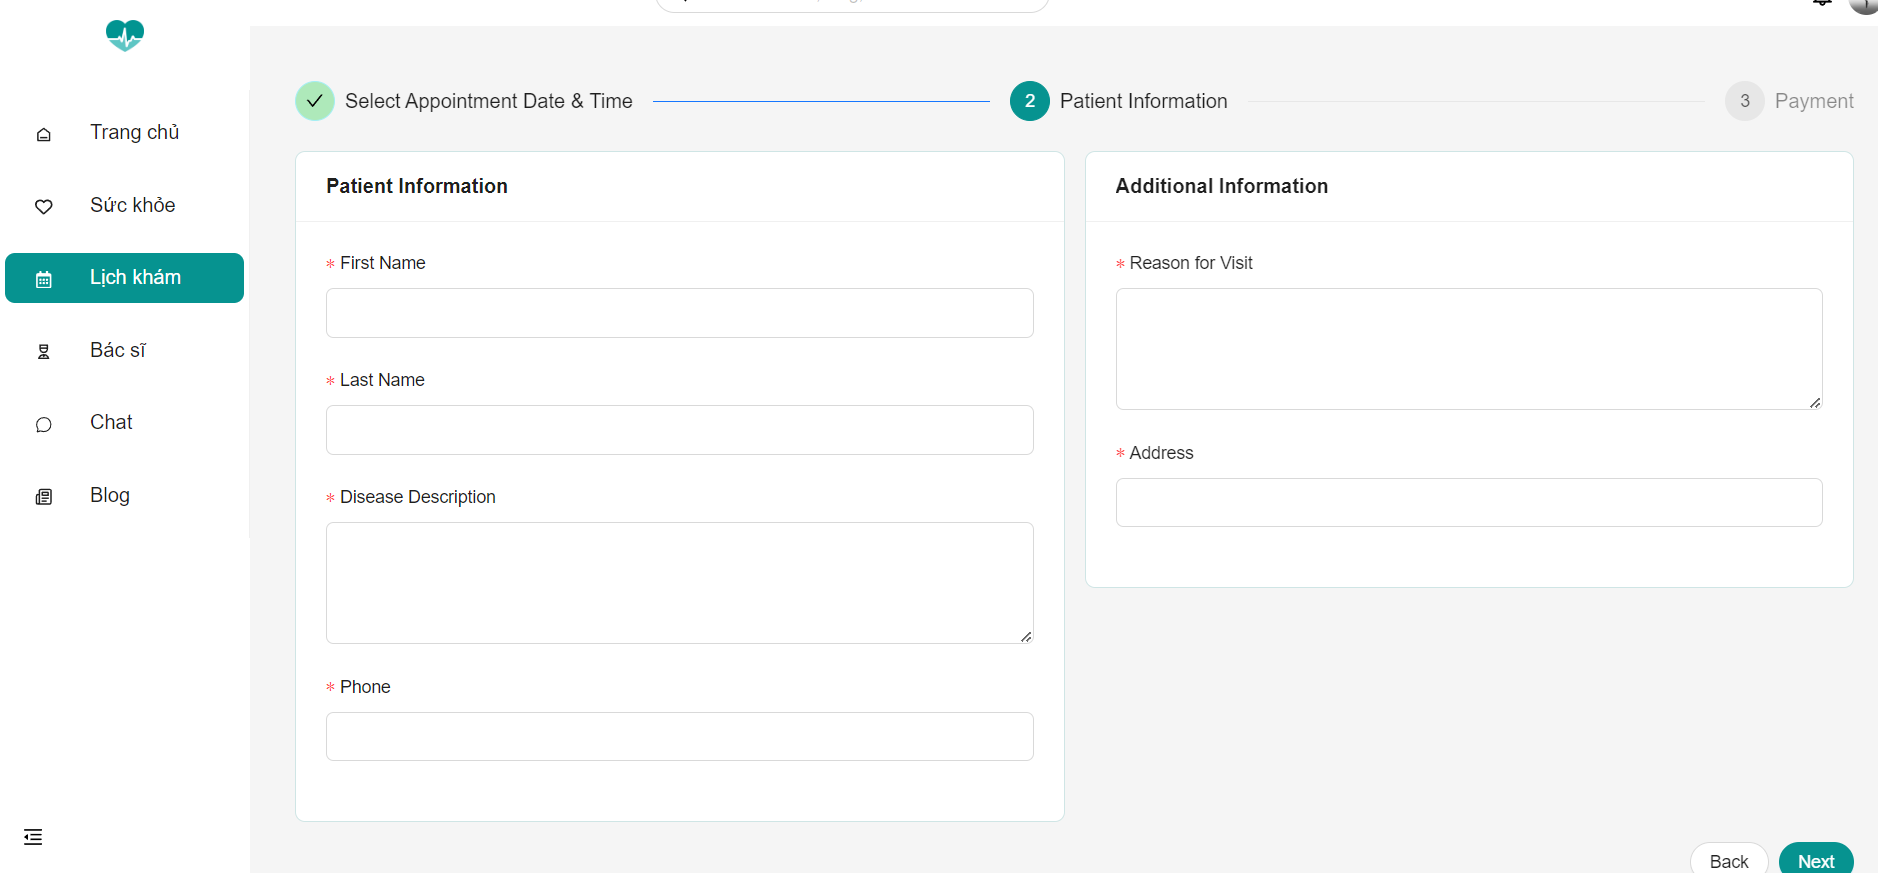 Trang chủ
Sức khỏe
Lịch khám
Bác sĩ
Chat
Blog
Select Appointment Date & Time
2 Patient Information
3 Payment
Patient Information
* First Name
* Last Name
* Disease Description
* Phone
Additional Information
* Reason for Visit
* Address
Back
Next